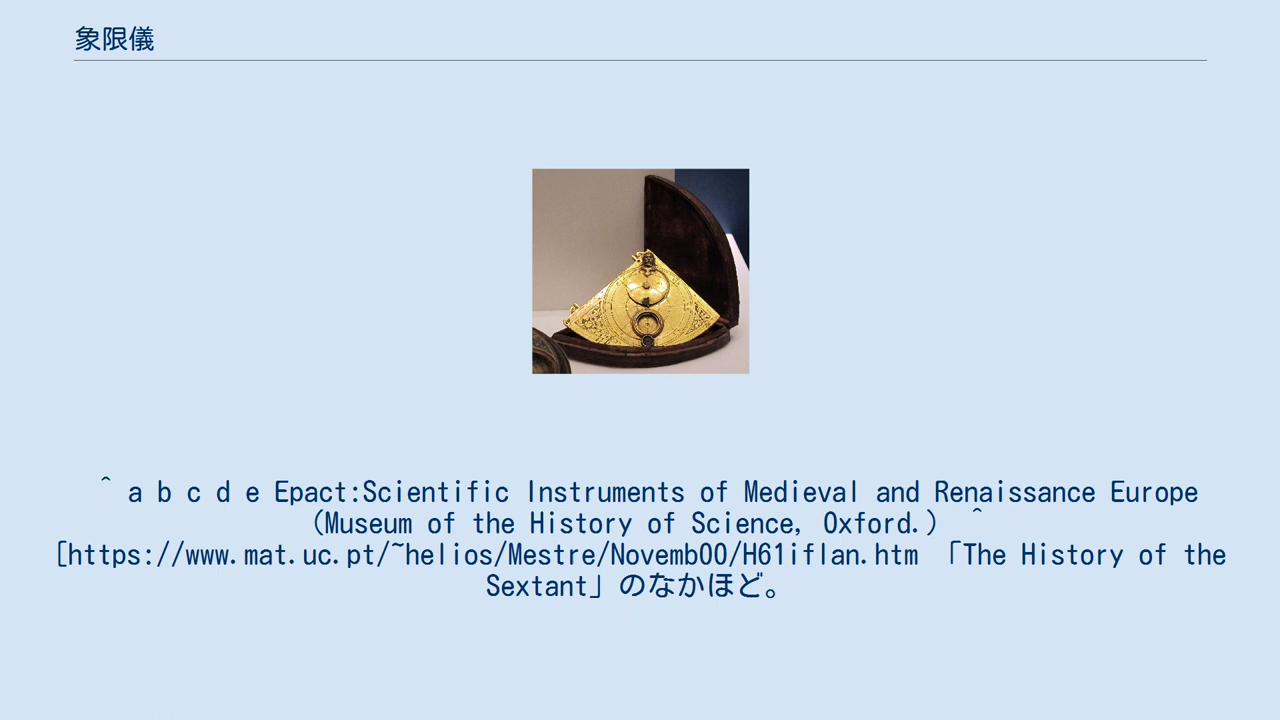 象限儀
^ a b c d e Epact:Scientific Instruments of Medieval and Renaissance Europe
(Museum of the History of Science, Oxford.) ^
[https://www.mat.uc.pt/~helios/Mestre/Novemb00/H61iflan.htm 「The History of the
Sextant」のなかほど。